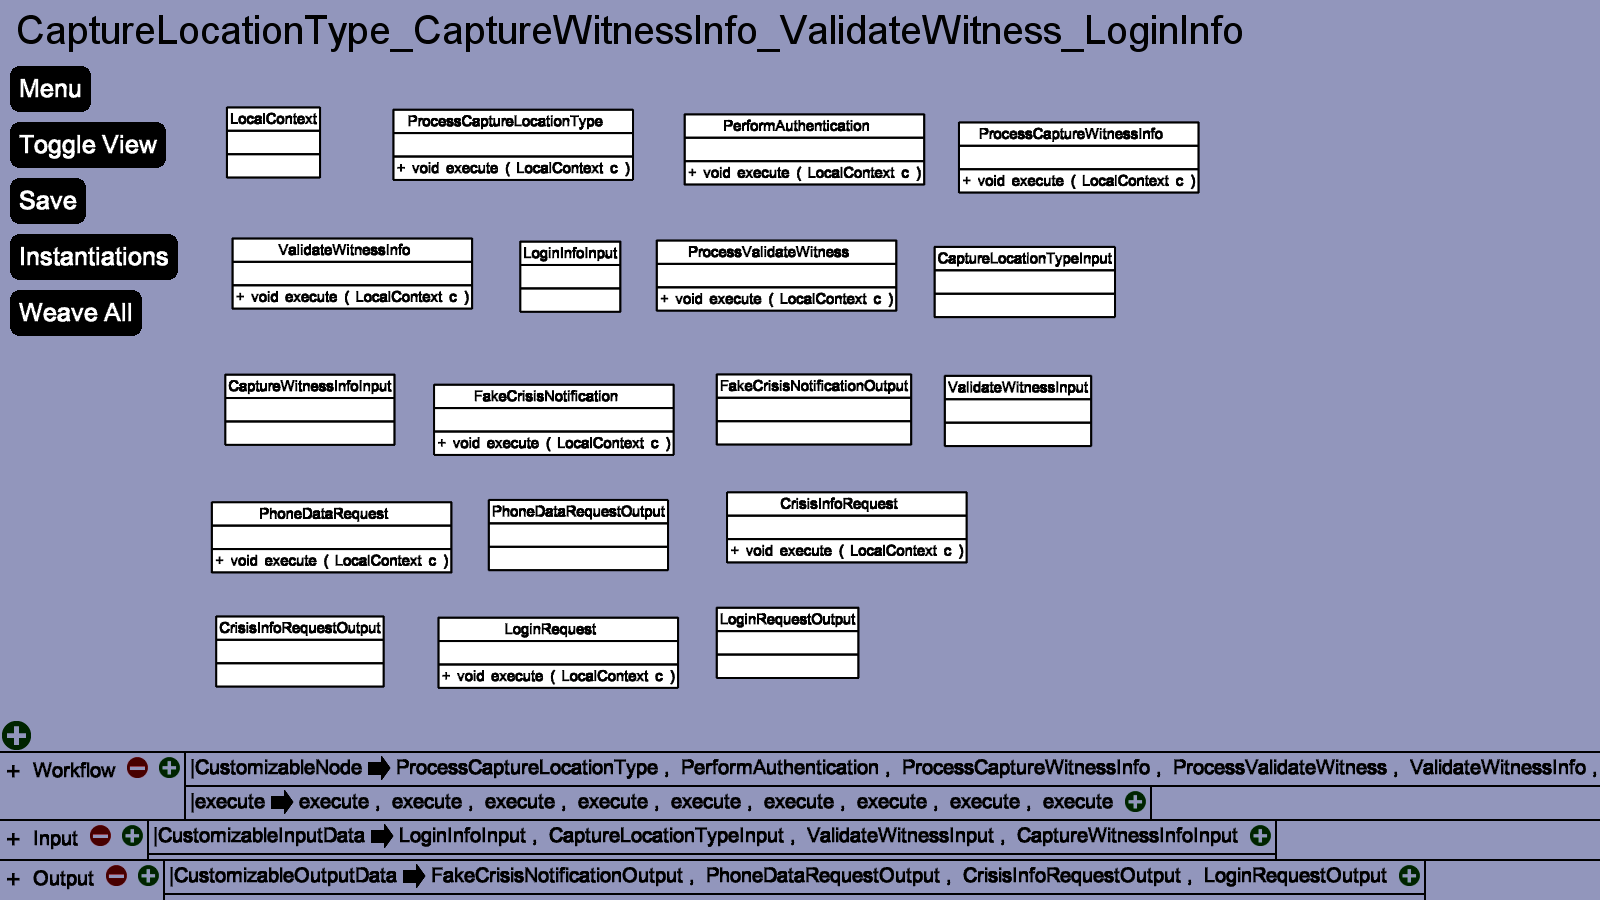 CaptureLocationType_CaptureWitnessInfo_ValidateWitness_LoginInfo
Menu
Toggle View
Save
Instantiations
Weave All
LocalContext
ProcessCaptureLocationType
+ void execute ( LocalContext c )
PerformAuthentication
+ void execute ( LocalContext c )
ProcessCaptureWitnessInfo
+ void execute ( LocalContext c )
ValidateWitnessInfo
+ void execute ( LocalContext c )
LoginInfoInput
ProcessValidateWitness
+ void execute ( LocalContext c )
CaptureLocationTypeInput
CaptureWitnessInfoInput
FakeCrisisNotification
+ void execute ( LocalContext c )
FakeCrisisNotificationOutput
ValidateWitnessInput
PhoneDataRequest
+ void execute ( LocalContext c )
PhoneDataRequestOutput
CrisisInfoRequest
+ void execute ( LocalContext c )
CrisisInfoRequestOutput
LoginRequest
+ void execute ( LocalContext c )
LoginRequestOutput
+ Workflow |CustomizableNode ProcessCaptureLocationType , PerformAuthentication , ProcessCaptureWitnessInfo , ProcessValidateWitness , ValidateWitnessInfo ,
|execute execute , execute , execute , execute , execute , execute , execute , execute , execute
+ Input |CustomizableInputData LoginInfoInput , CaptureLocationTypeInput , ValidateWitnessInput , CaptureWitnessInfoInput
+ Output |CustomizableOutputData FakeCrisisNotificationOutput , PhoneDataRequestOutput , CrisisInfoRequestOutput , LoginRequestOutput